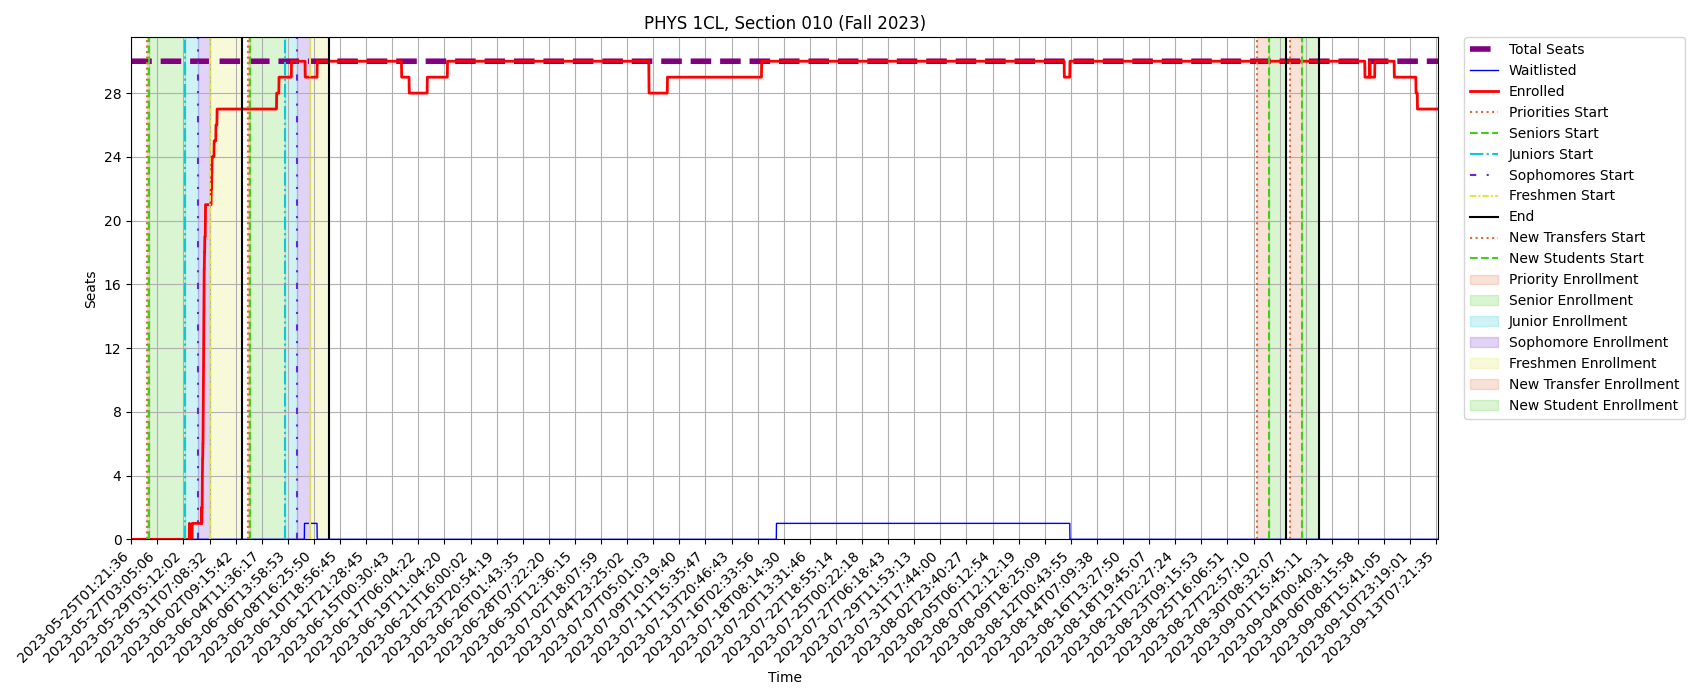 PHYS 1CL, Section 010 (Fall 2023)
Seats
28
24
20
16
12
8
4
0
2023-05-25T01:21:36
2023-05-27T03:05:06
2023-05-29T05:12:02
2023-05-31T07:08:32
2023-06-02T09:15:42
2023-06-04T11:36:17
2023-06-06T13:58:53
2023-06-08T16:25:50
2023-06-10T18:56:45
2023-06-12T21:28:45
2023-06-15T00:30:43
2023-06-17T06:04:22
2023-06-19T11:04:20
2023-06-21T16:00:02
2023-06-23T20:54:19
2023-06-26T01:43:35
2023-06-28T07:22:20
2023-06-30T12:36:15
2023-07-02T18:07:59
2023-07-04T23:25:02
2023-07-07T05:01:03
2023-07-09T10:19:40
2023-07-11T15:35:47
2023-07-13T20:46:43
2023-07-16T02:33:56
2023-07-18T08:14:30
2023-07-20T13:31:46
2023-07-22T18:55:14
2023-07-25T00:22:18
2023-07-27T06:18:43
2023-07-29T11:53:13
2023-07-31T17:44:00
2023-08-02T23:40:27
2023-08-05T06:12:54
2023-08-07T12:12:19
2023-08-09T18:25:09
2023-08-12T00:43:55
2023-08-14T07:09:38
2023-08-16T13:27:50
2023-08-18T19:45:07
2023-08-21T02:27:24
2023-08-23T09:15:53
2023-08-25T16:06:51
2023-08-27T22:57:10
2023-08-30T08:32:07
2023-09-01T15:45:11
2023-09-04T00:40:31
2023-09-06T08:15:58
2023-09-08T15:41:05
2023-09-10T23:19:01
2023-09-13T07:21:35
Time
Total Seats
Waitlisted
Enrolled
Priorities Start
Seniors Start
Juniors Start
Sophomores Start
Freshmen Start
End
New Transfers Start
New Students Start
Priority Enrollment
Senior Enrollment
Junior Enrollment
Sophomore Enrollment
Freshmen Enrollment
New Transfer Enrollment
New Student Enrollment